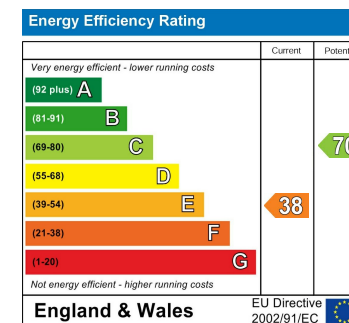 Energy Efficiency Rating
Current
Very energy efficient - lower running costs
(92 plus) A
(81-91) B
(69-80) C
(55-68) D
(39-54) E
38
(21-38) F
(1-20) G
Not energy efficient - higher running costs
England & Wales
EU Directive
2002/91/EC